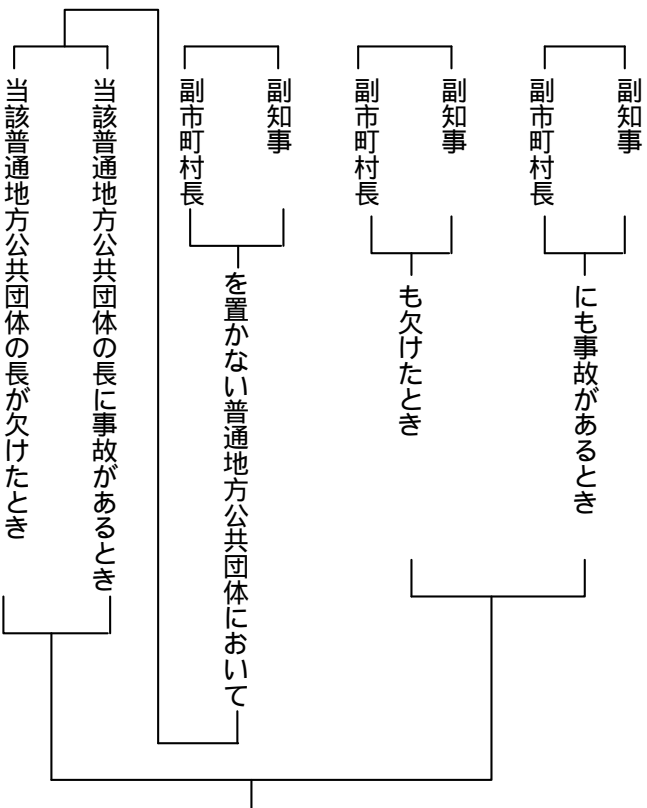 副知事
副市町村長
にも事故があるとき
副知事
副市町村長
も欠けたとき
副知事
副市町村長
を置かない普通地方公共団体において
当該普通地方公共団体の長に事故があるとき
当該普通地方公共団体の長が欠けたとき